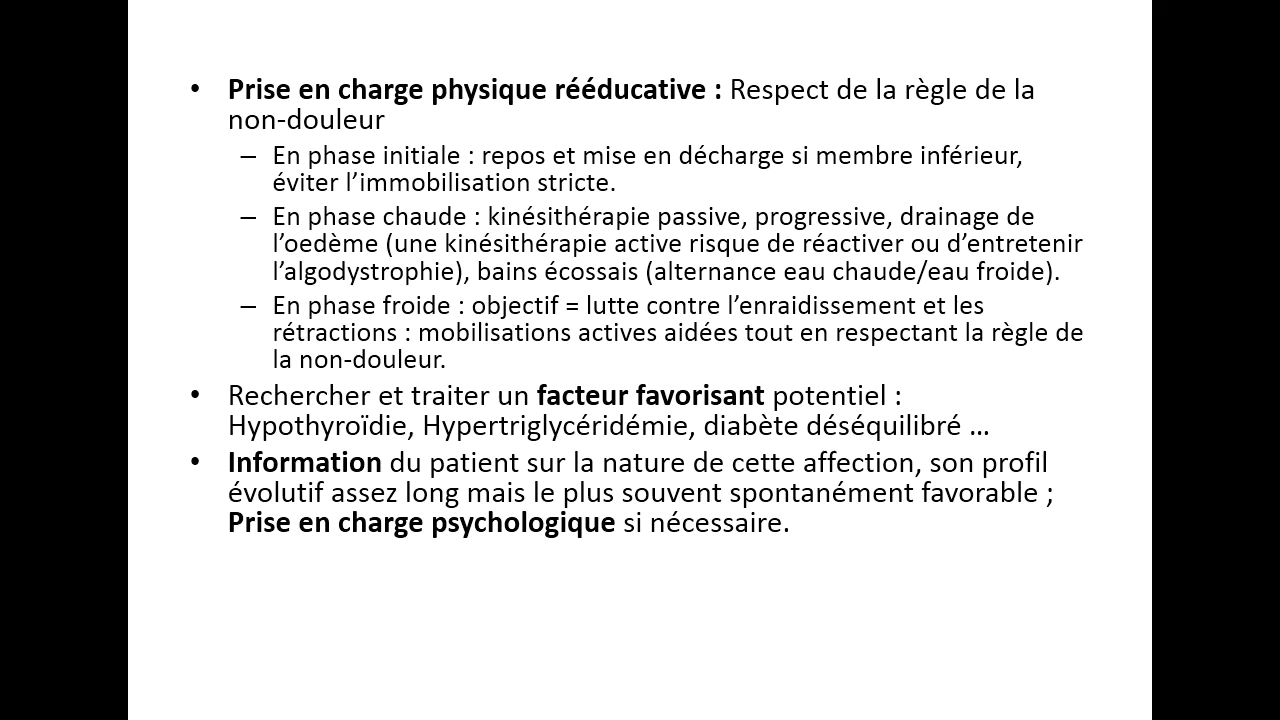 • Prise en charge physique rééducative : Respect de la règle de la
non-douleur
– En phase initiale : repos et mise en décharge si membre inférieur,
éviter l’immobilisation stricte.
– En phase chaude : kinésithérapie passive, progressive, drainage de
l’oedème (une kinésithérapie active risque de réactiver ou d’entretenir
l’algodystrophie), bains écossais (alternance eau chaude/eau froide).
– En phase froide : objectif = lutte contre l’enraidissement et les
rétractions : mobilisations actives aidées tout en respectant la règle de
la non-douleur.
• Rechercher et traiter un facteur favorisant potentiel :
Hypothyroïdie, Hypertriglycéridémie, diabète déséquilibré …
• Information du patient sur la nature de cette affection, son profil
évolutif assez long mais le plus souvent spontanément favorable ;
Prise en charge psychologique si nécessaire.